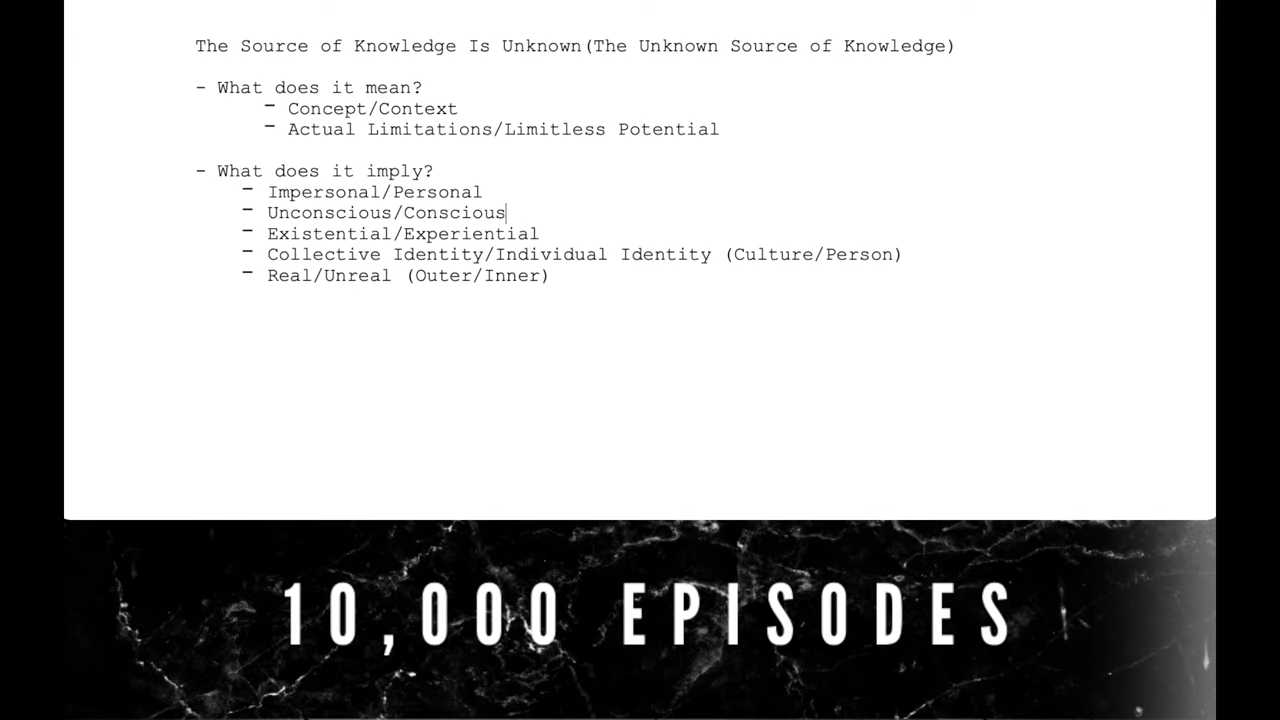 The Source of Knowledge Is Unknown(The Unknown Source of Knowledge)
- What does it mean?
- Concept/Context
- Actual Limitations/Limitless Potential
- What does it imply?
- Impersonal/Personal
- Unconscious/Conscious
- Existential/Experiential
- Collective Identity/Individual Identity (Culture/Person)
- Real/Unreal (Outer/Inner)
10,000 EPISODES